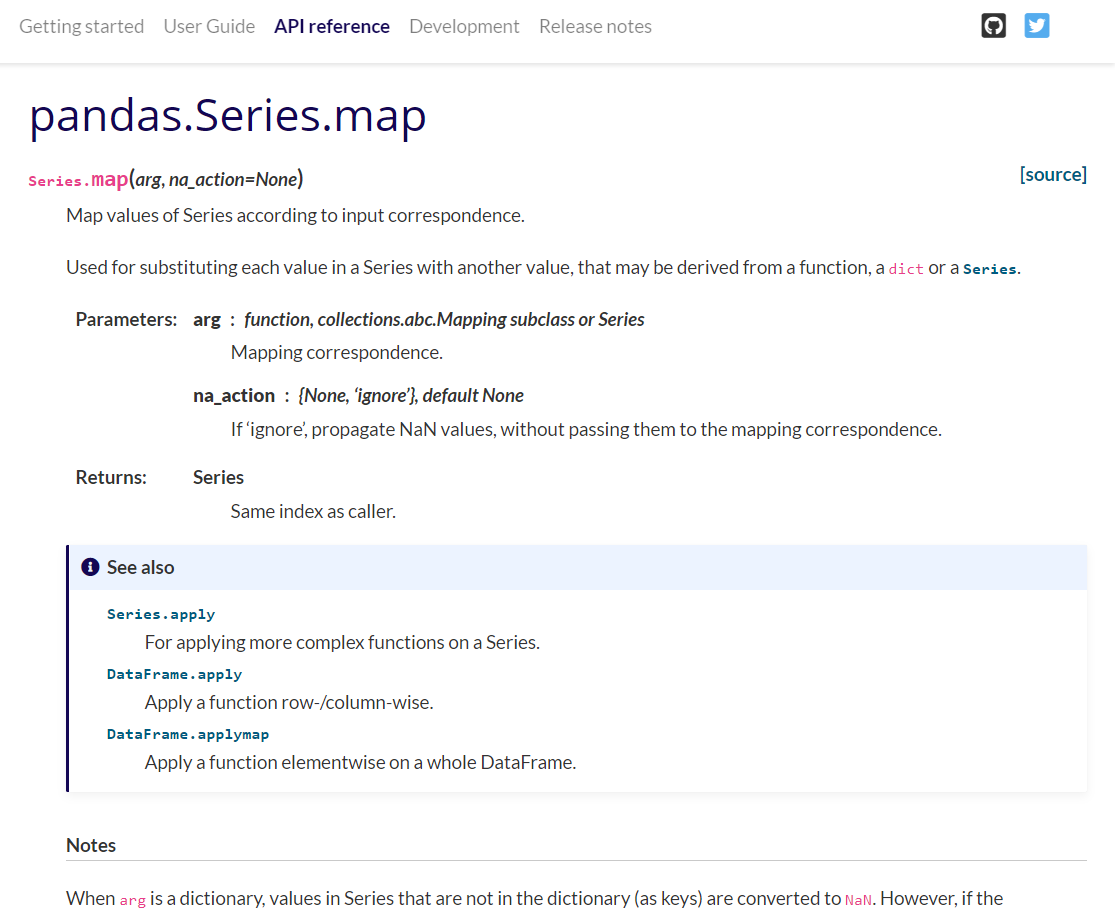 Getting started User Guide API reference Development Release notes
pandas.Series.map
Series.map(arg, na_action=None) [source]
Map values of Series according to input correspondence.
Used for substituting each value in a Series with another value, that may be derived from a function, a dict or a Series.
Parameters: arg : function, collections.abc.Mapping subclass or Series
Mapping correspondence.
na_action : {None, ‘ignore’}, default None
If ‘ignore’, propagate NaN values, without passing them to the mapping correspondence.
Returns: Series
Same index as caller.
See also
Series.apply
For applying more complex functions on a Series.
DataFrame.apply
Apply a function row-/column-wise.
DataFrame.applymap
Apply a function elementwise on a whole DataFrame.
Notes
When arg is a dictionary, values in Series that are not in the dictionary (as keys) are converted to NaN. However, if the